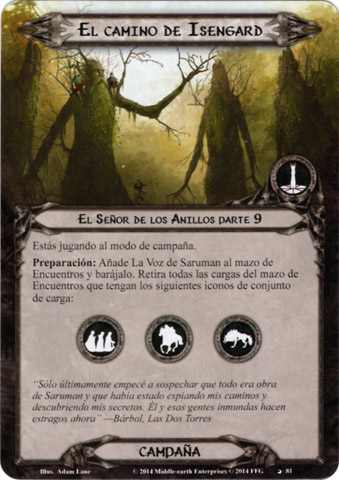 El camino de Isengard
El Señor de los Anillos parte 9
Estás jugando al modo de campaña.
Preparación: Añade La Voz de Saruman al mazo de
Encuentros y barájalo. Retira todas las cargas del mazo de
Encuentros que tengan los siguientes iconos de conjunto
de carga:
“Sólo últimamente empecé a sospechar que todo era obra
de Saruman y que había estado espiando mis caminos y
descubriendo mis secretos. Él y esas gentes inmundas hacen
estragos ahora” —Bárbol, Las Dos Torres
CAMPAÑA
Illus. Adam Lane
© 2014 Middle-earth Enterprises © 2014 FFG
81